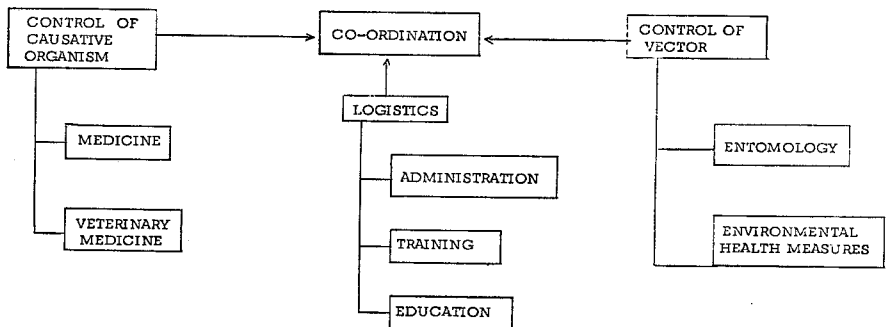 CONTROL OF
CAUSATIVE
ORGANISM
CO-ORDINATION
CONTROL OF
VECTOR
LOGISTICS
MEDICINE
ENTOMOLOGY
ADMINISTRATION
VETERINARY
MEDICINE
TRAINING
ENVIRONMENTAL
HEALTH MEASURES
EDUCATION